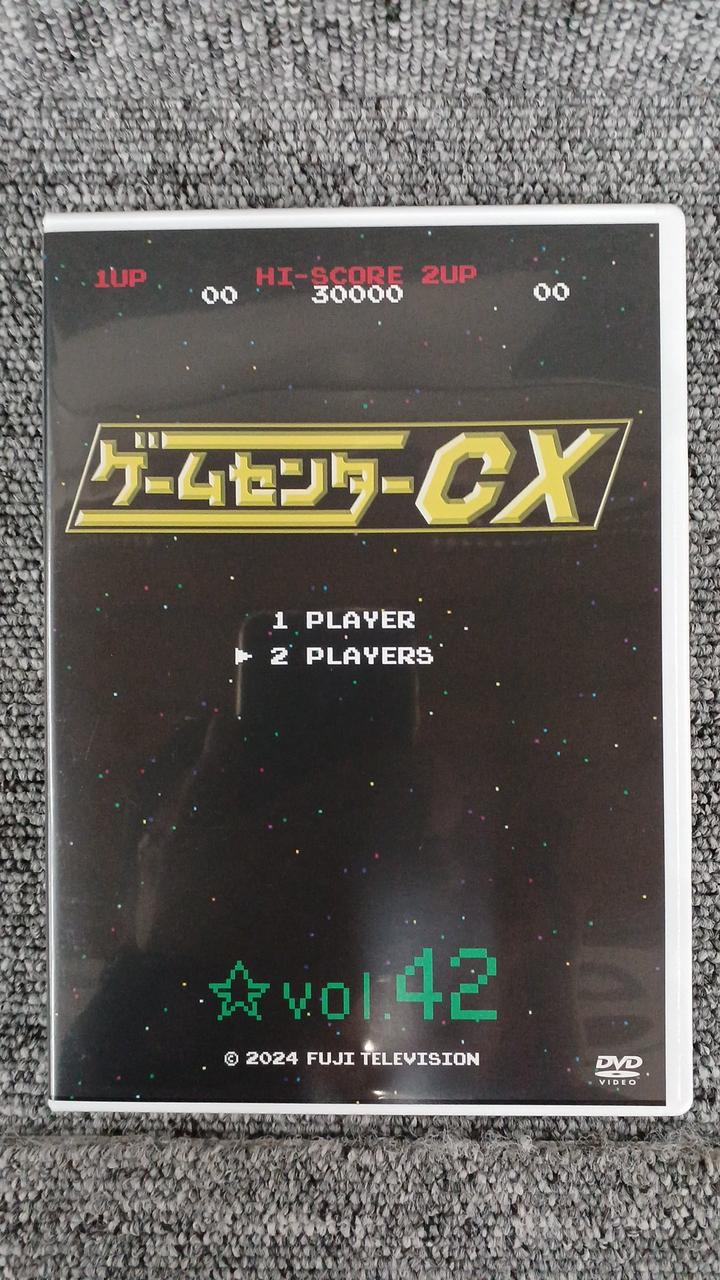 1UP HI-SCORE 2UP
00 30000 00
ゲームセンターCX
1 PLAYER
► 2 PLAYERS
☆vol.42
© 2024 FUJI TELEVISION
DVD
VIDEO